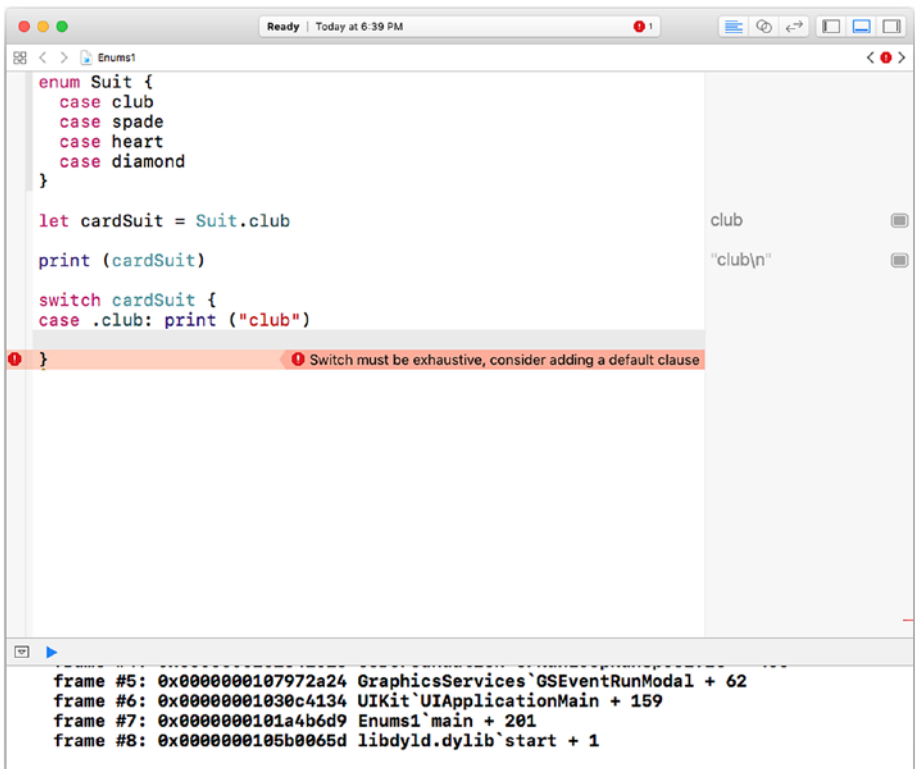 Ready | Today at 6:39 PM
1
Enums1
enum Suit {
case club
case spade
case heart
case diamond
}
let cardSuit = Suit.club
club
print (cardSuit)
"club\n"
switch cardSuit {
case .club: print ("club")
}
Switch must be exhaustive, consider adding a default clause
frame #5: 0x0000000107972a24 GraphicsServices`GSEventRunModal + 62
frame #6: 0x00000001030c4134 UIKit`UIApplicationMain + 159
frame #7: 0x0000000101a4b6d9 Enums1`main + 201
frame #8: 0x0000000105b0065d libdyld.dylib`start + 1